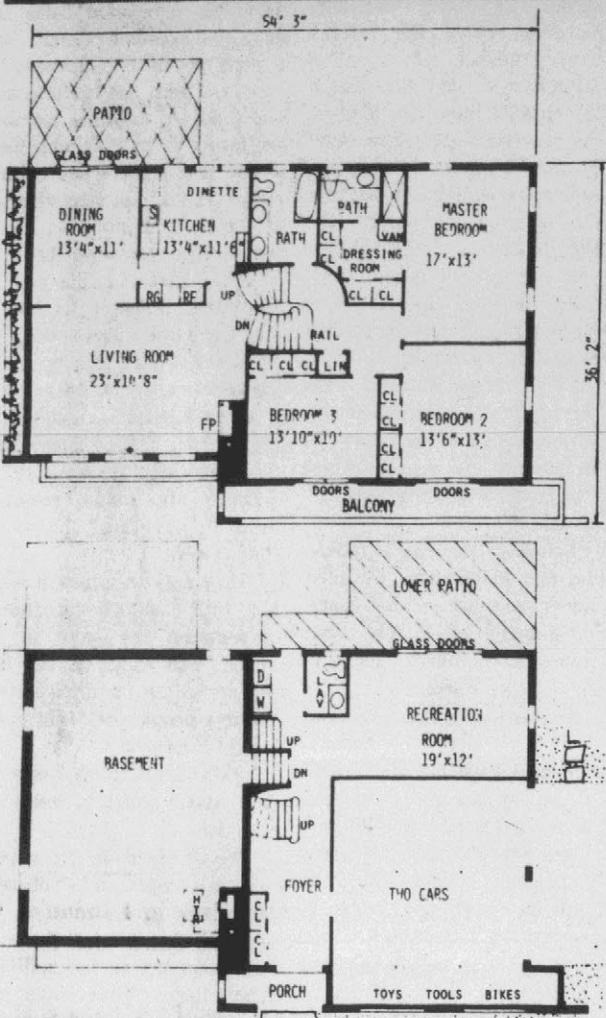 54' 3"
PATIO
GLASS DOORS
DINING
ROOM
13'4"x11'
S
KITCHEN
13'4"x11'6"
DINETTE
RG
RF
UP
DN
RAIL
BATH
BATH
CL
CL
DRESSING
ROOM
VAN
CL
CL
MASTER
BEDROOM
17'x13'
36' 2"
LIVING ROOM
FP
CL
CL
CL
LIN
BEDROOM 3
13'10"x10'
CL
CL
CL
CL
BEDROOM 2
13'6"x13'
DOORS
DOORS
BALCONY
LOWER PATIO
GLASS DOORS
D
W
LAV
UP
DN
UP
RECREATION
ROOM
19'x12'
BASEMENT
FOYER
CL
CL
TWO CARS
PORCH
TOYS
TOOLS
BIKES